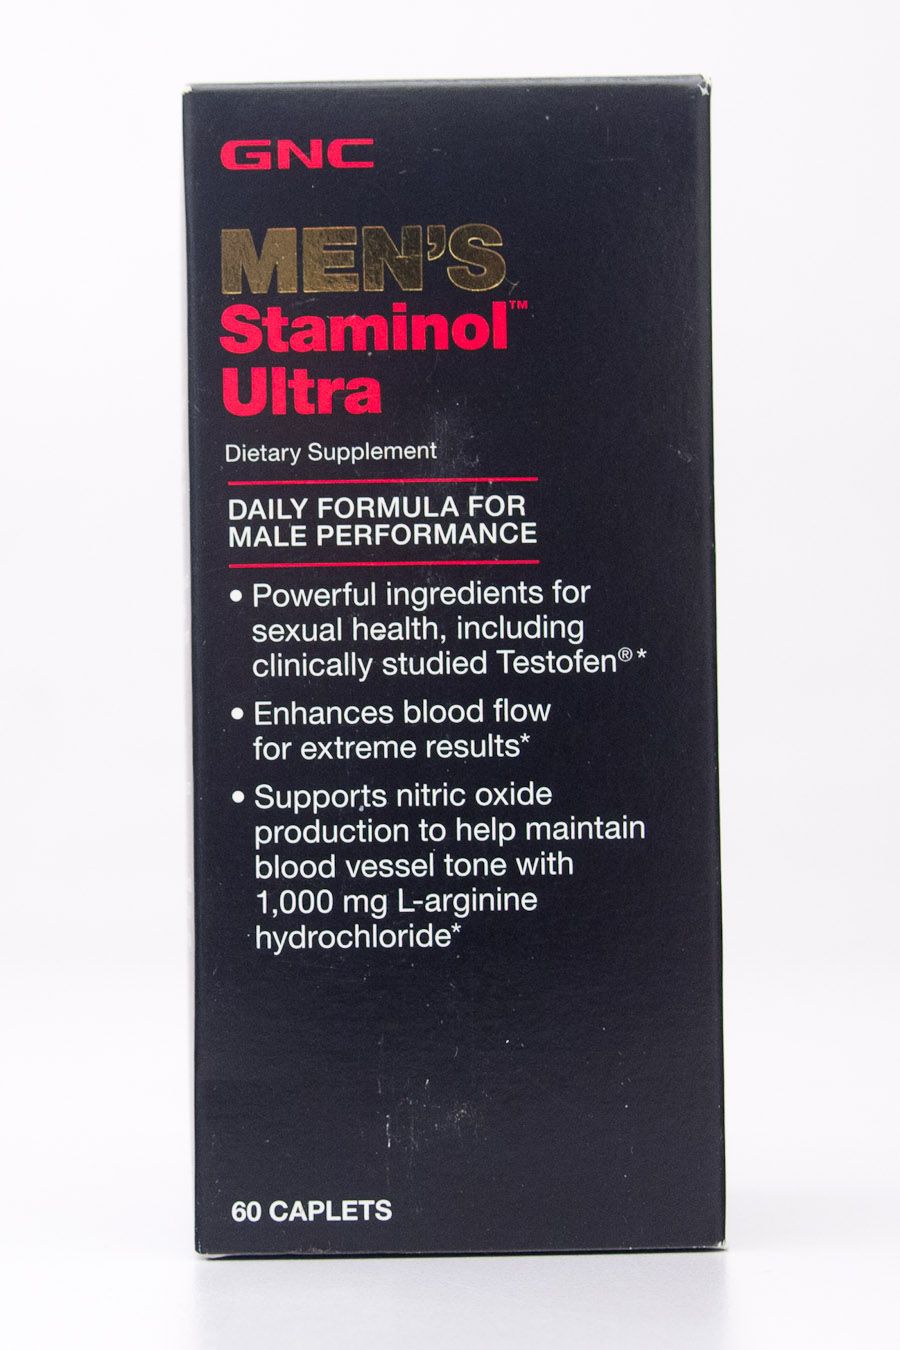 GNC
MEN'S
Staminol™
Ultra
Dietary Supplement
DAILY FORMULA FOR
MALE PERFORMANCE
• Powerful ingredients for
sexual health, including
clinically studied Testofen®*
• Enhances blood flow
for extreme results*
• Supports nitric oxide
production to help maintain
blood vessel tone with
1,000 mg L-arginine
hydrochloride*
60 CAPLETS